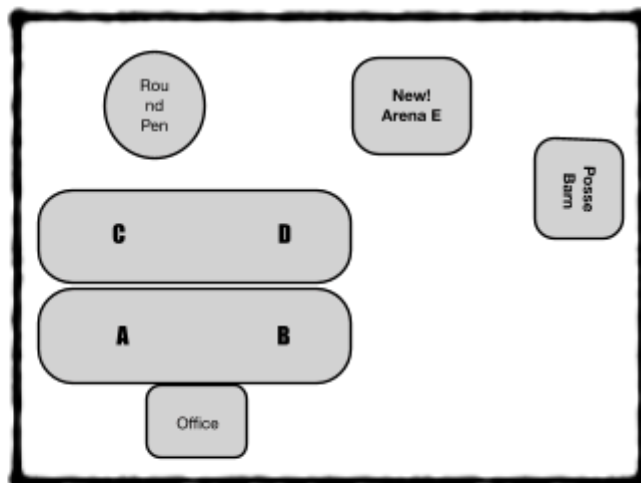 Rou
nd
Pen
New!
Arena E
Posse
Barn
C
D
A
B
Office